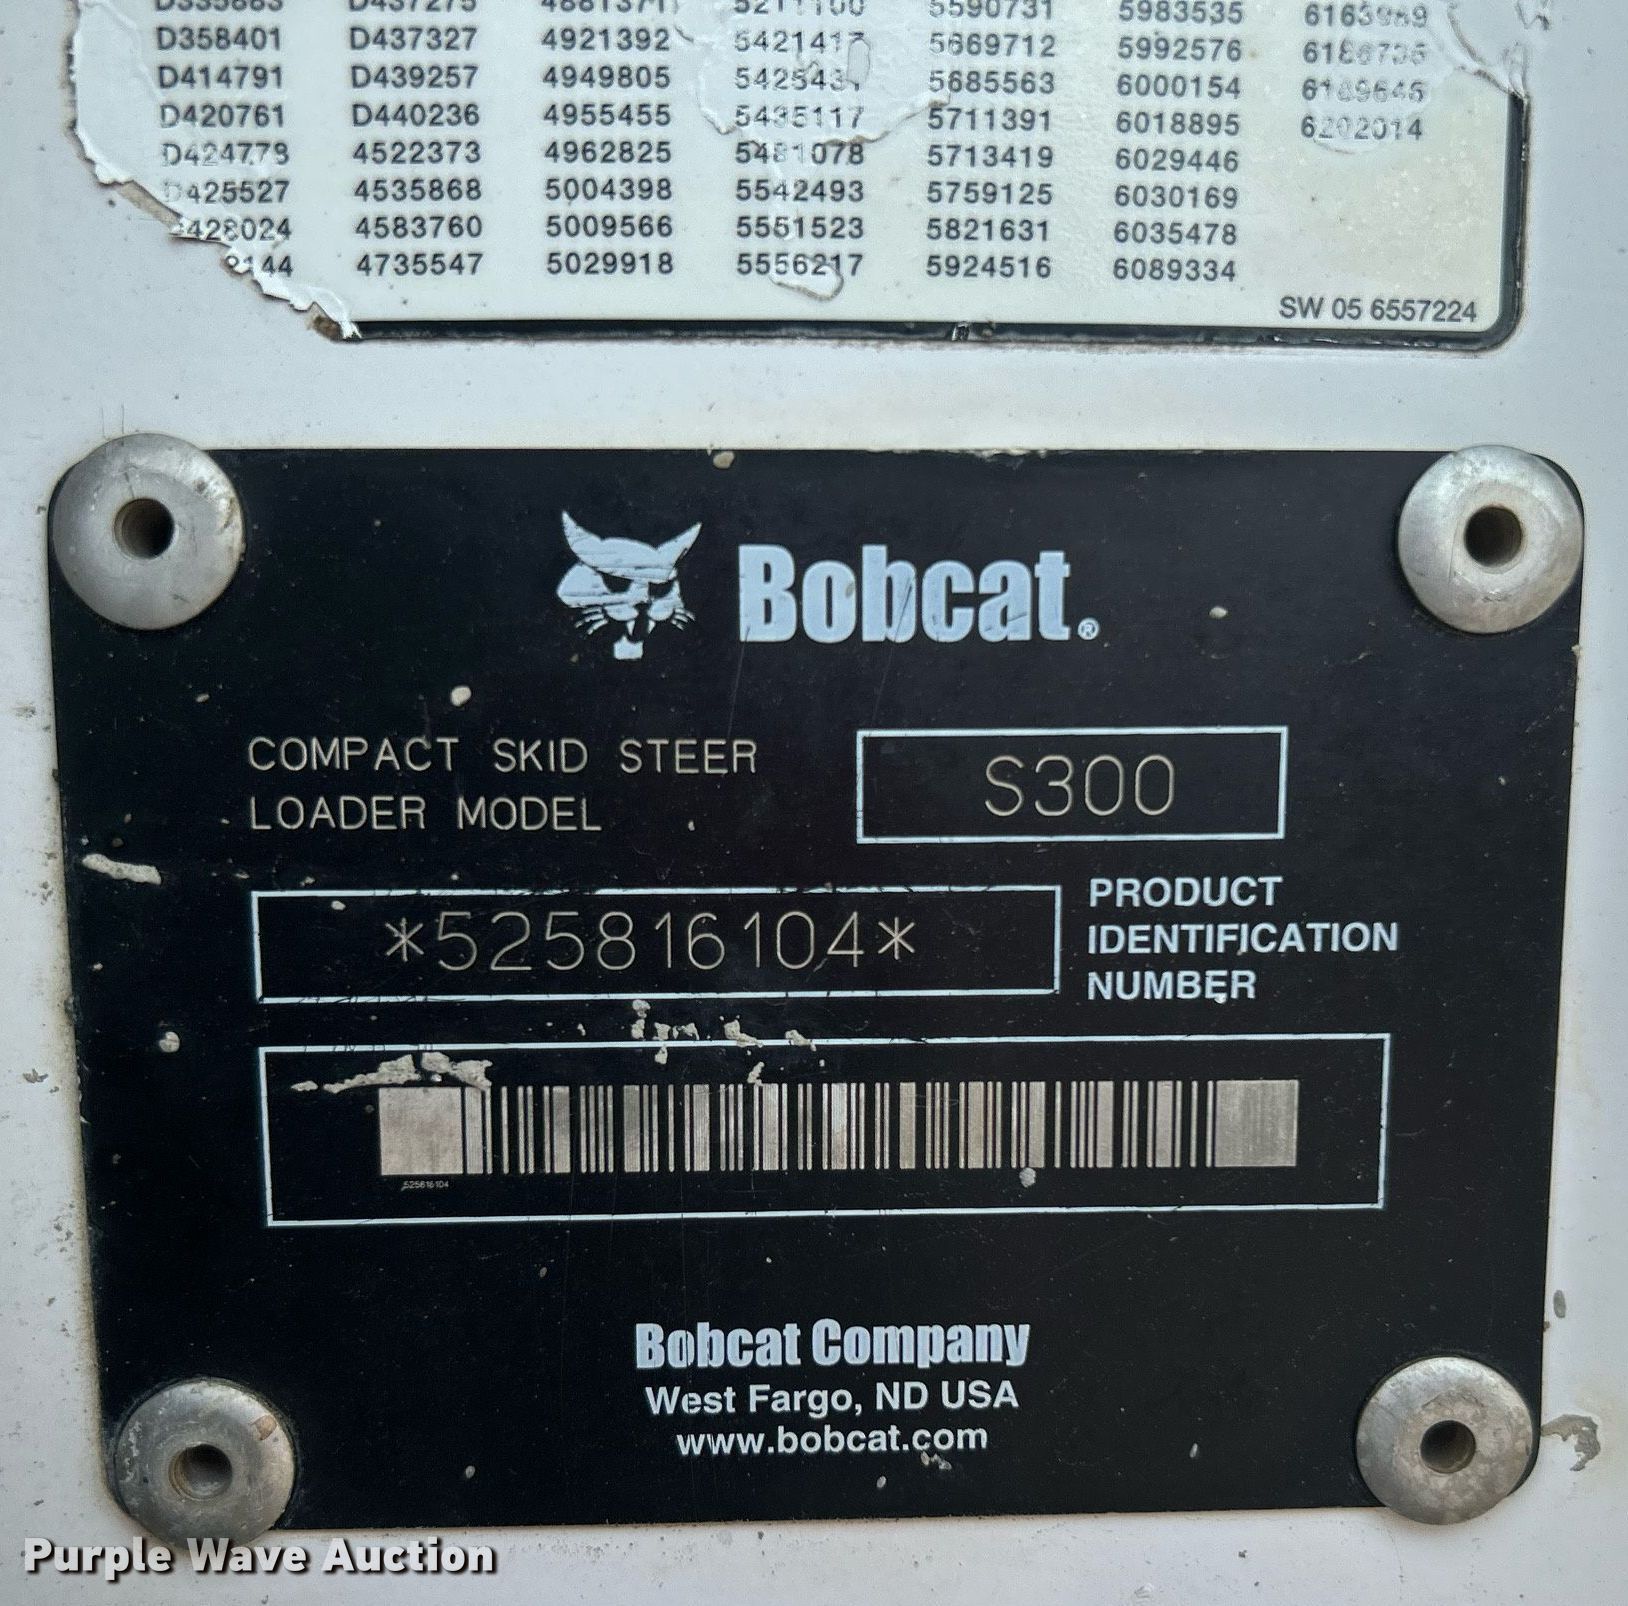 D358401 D437327 4921392 5669712 5992576
D414791 D439257 4949805 5685563 6000154
D420761 D440236 4955455 5435117 5711391 6018895 6202014
4522373 4962825 5481078 5713419 6029446
4535868 5004398 5542493 5759125 6030169
4583760 5009566 5551523 5821631 6035478
4735547 5029918 5556217 5924516 6089334
SW 05 6557224
Bobcat®
COMPACT SKID STEER
LOADER MODEL
S300
*525816104*
PRODUCT
IDENTIFICATION
NUMBER
525816104
Bobcat Company
West Fargo, ND USA
www.bobcat.com
Purple Wave Auction